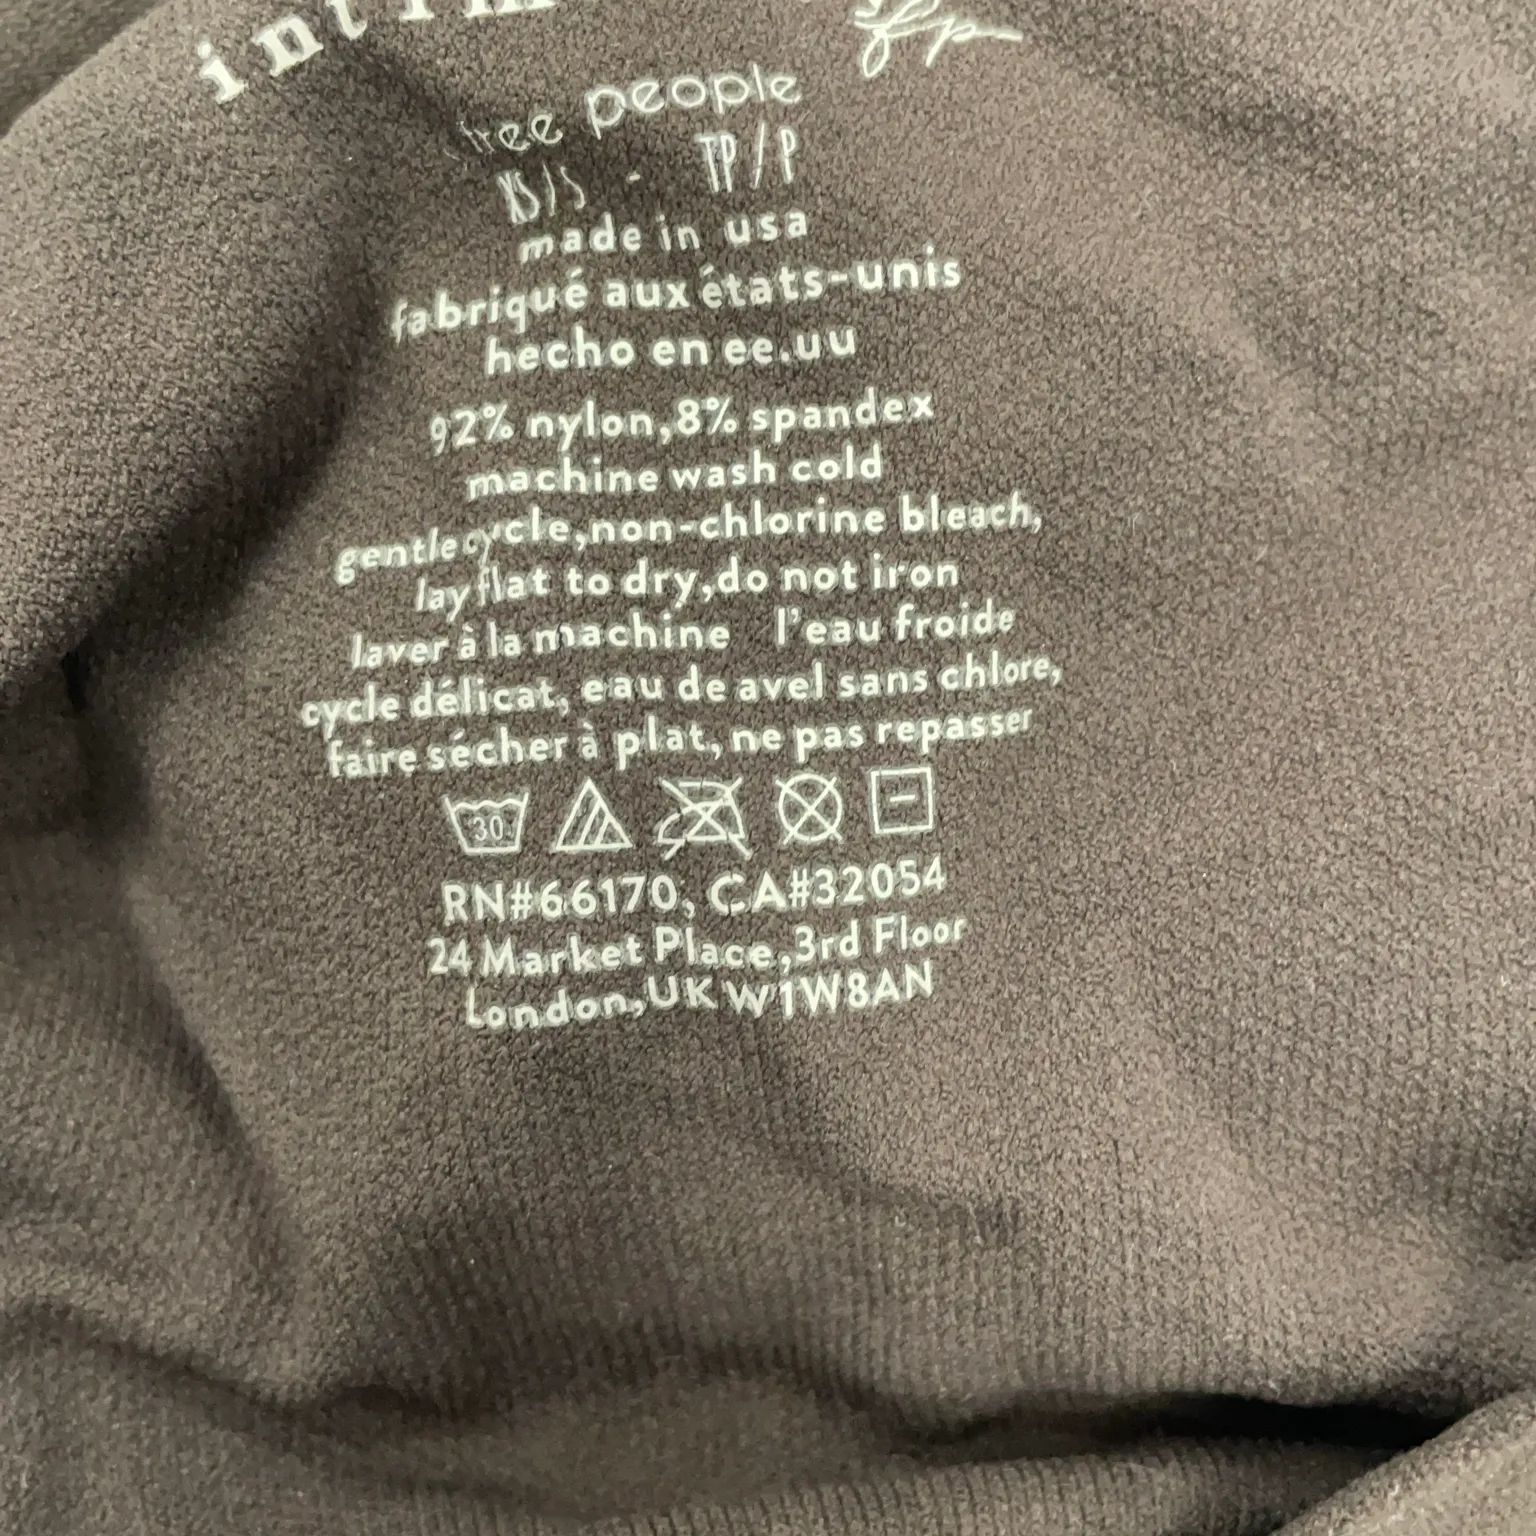 fp
free people
XS/S - TP/P
made in usa
fabriqué aux états-unis
hecho en ee.uu
92% nylon,8% spandex
machine wash cold
gentle cycle,non-chlorine bleach,
lay flat to dry,do not iron
laver à la machine l'eau froide
cycle délicat, eau de avel sans chlore,
faire sécher à plat, ne pas repasser
30
RN#66170, CA#32054
24 Market Place,3rd Floor
London,UK W1W8AN